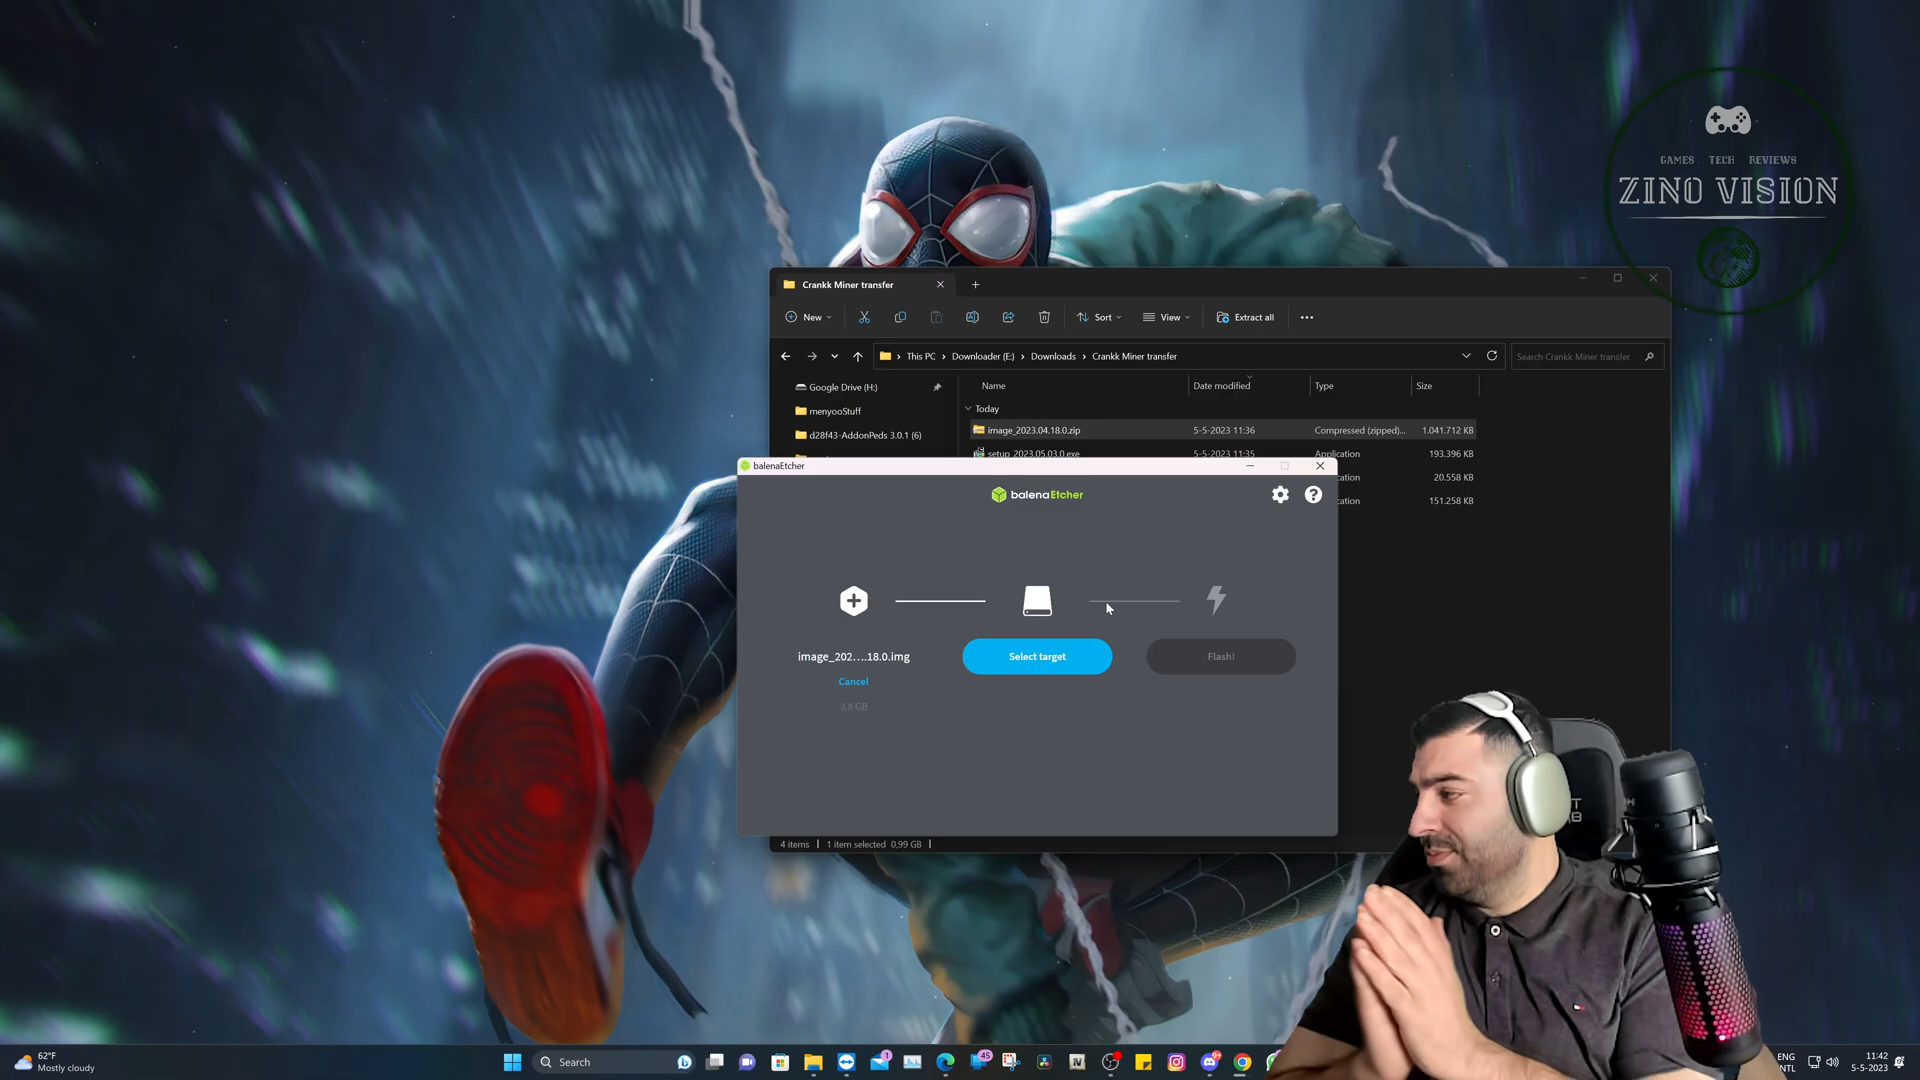 GAMES . TECH . REVIEWS
ZINO VISION
Crankk Miner transfer
New
Sort
View
Extract all
This PC > Downloader (E:) > Downloads > Crankk Miner transfer
Search Crankk Miner transfer
Google Drive (H:)
menyooStuff
d28f43-AddonPeds 3.0.1 (6)
Name Date modified Type Size
Today
image_2023.04.18.0.zip 5-5-2023 11:36 Compressed (zipped)... 1.041.712 KB
setup_2023.05.03.0.exe 5-5-2023 11:35 Application 193.396 KB
ication 20.558 KB
ication 151.258 KB
balenaEtcher
balenaEtcher
image_202....18.0.img
Cancel
3.8 GB
Select target
Flash!
4 items 1 item selected 0,99 GB
62°F
Mostly cloudy
Search
1
45
9+
ENG
INTL
11:42
5-5-2023